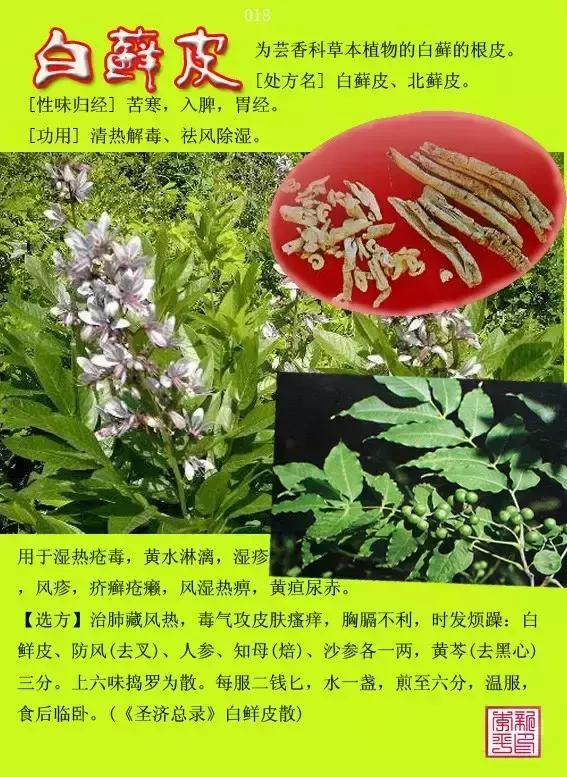 018
白藓皮
为芸香科草本植物的白藓的根皮。
[处方名] 白藓皮、北藓皮。
[性味归经] 苦寒，入脾，胃经。
[功用] 清热解毒、祛风除湿。
用于湿热疮毒，黄水淋漓，湿疹
，风疹，疥癣疮癞，风湿热痹，黄疸尿赤。
【选方】治肺藏风热，毒气攻皮肤瘙痒，胸膈不利，时发烦躁：白
鲜皮、防风(去叉)、人参、知母(焙)、沙参各一两，黄芩(去黑心)
三分。上六味捣罗为散。每服二钱匕，水一盏，煎至六分，温服，
食后临卧。(《圣济总录》白鲜皮散)